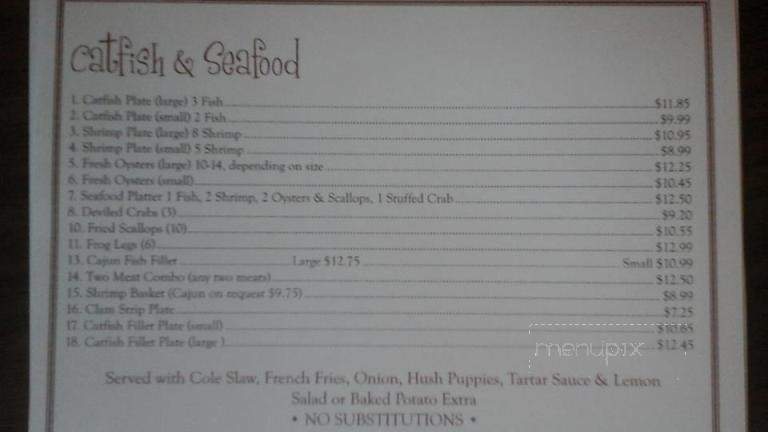 Catfish & Seafood
1. Catfish Plate (large) 3 Fish $11.85
2. Catfish Plate (small) 2 Fish $9.99
3. Shrimp Plate (large) 8 Shrimp $10.95
4. Shrimp Plate (small) 5 Shrimp $8.99
5. Fresh Oysters (large) 10-14, depending on size $12.25
6. Fresh Oysters (small) $10.45
7. Seafood Platter 1 Fish, 2 Shrimp, 2 Oysters & Scallops, 1 Stuffed Crab $12.50
8. Deviled Crabs (3) $9.20
10. Fried Scallops (10) $10.55
11. Frog Legs (6) $12.99
13. Cajun Fish Fillet Large $12.75 Small $10.99
14. Two Meat Combo (any two meats) $12.50
15. Shrimp Basket (Cajun on request $9.75) $8.99
16. Clam Strip Plate $7.25
17. Catfish Fillet Plate (small) $10.65
18. Catfish Fillet Plate (large ) $12.45
menupix
Served with Cole Slaw, French Fries, Onion, Hush Puppies, Tartar Sauce & Lemon
Salad or Baked Potato Extra
• NO SUBSTITUTIONS •